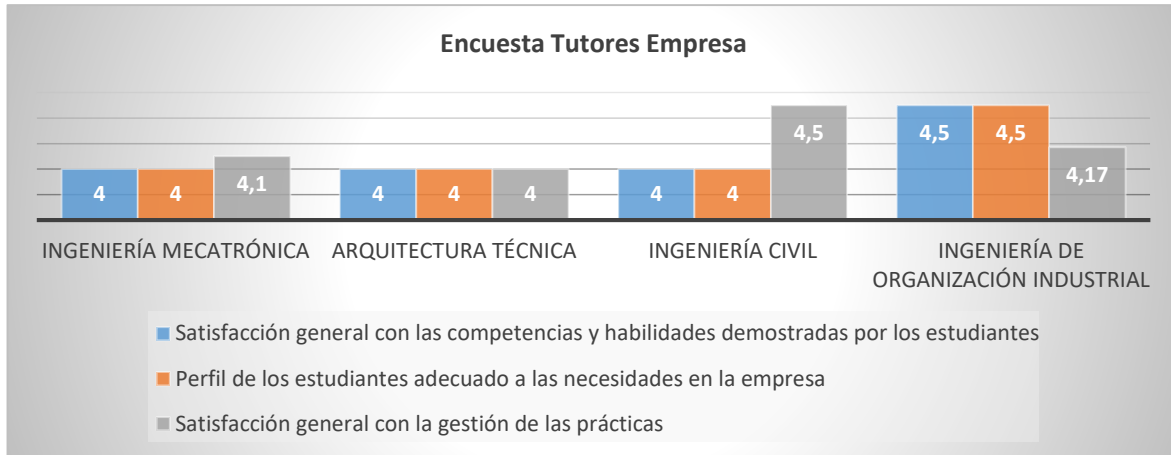 Encuesta Tutores Empresa
4 4 4,1 4 4 4 4 4 4,5 4,5 4,5 4,17
INGENIERÍA MECATRÓNICA ARQUITECTURA TÉCNICA INGENIERÍA CIVIL INGENIERÍA DE
ORGANIZACIÓN INDUSTRIAL
Satisfacción general con las competencias y habilidades demostradas por los estudiantes
Perfil de los estudiantes adecuado a las necesidades en la empresa
Satisfacción general con la gestión de las prácticas